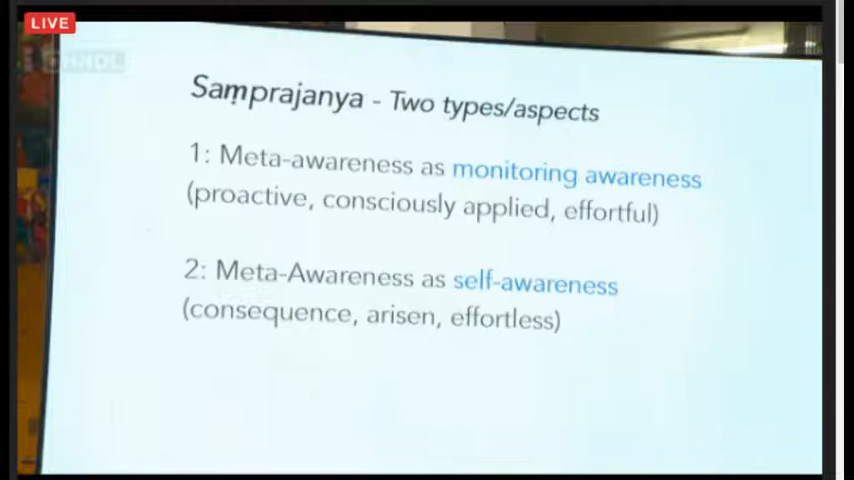 LIVE
Saṃprajanya - Two types/aspects
1: Meta-awareness as monitoring awareness
(proactive, consciously applied, effortful)
2: Meta-Awareness as self-awareness
(consequence, arisen, effortless)